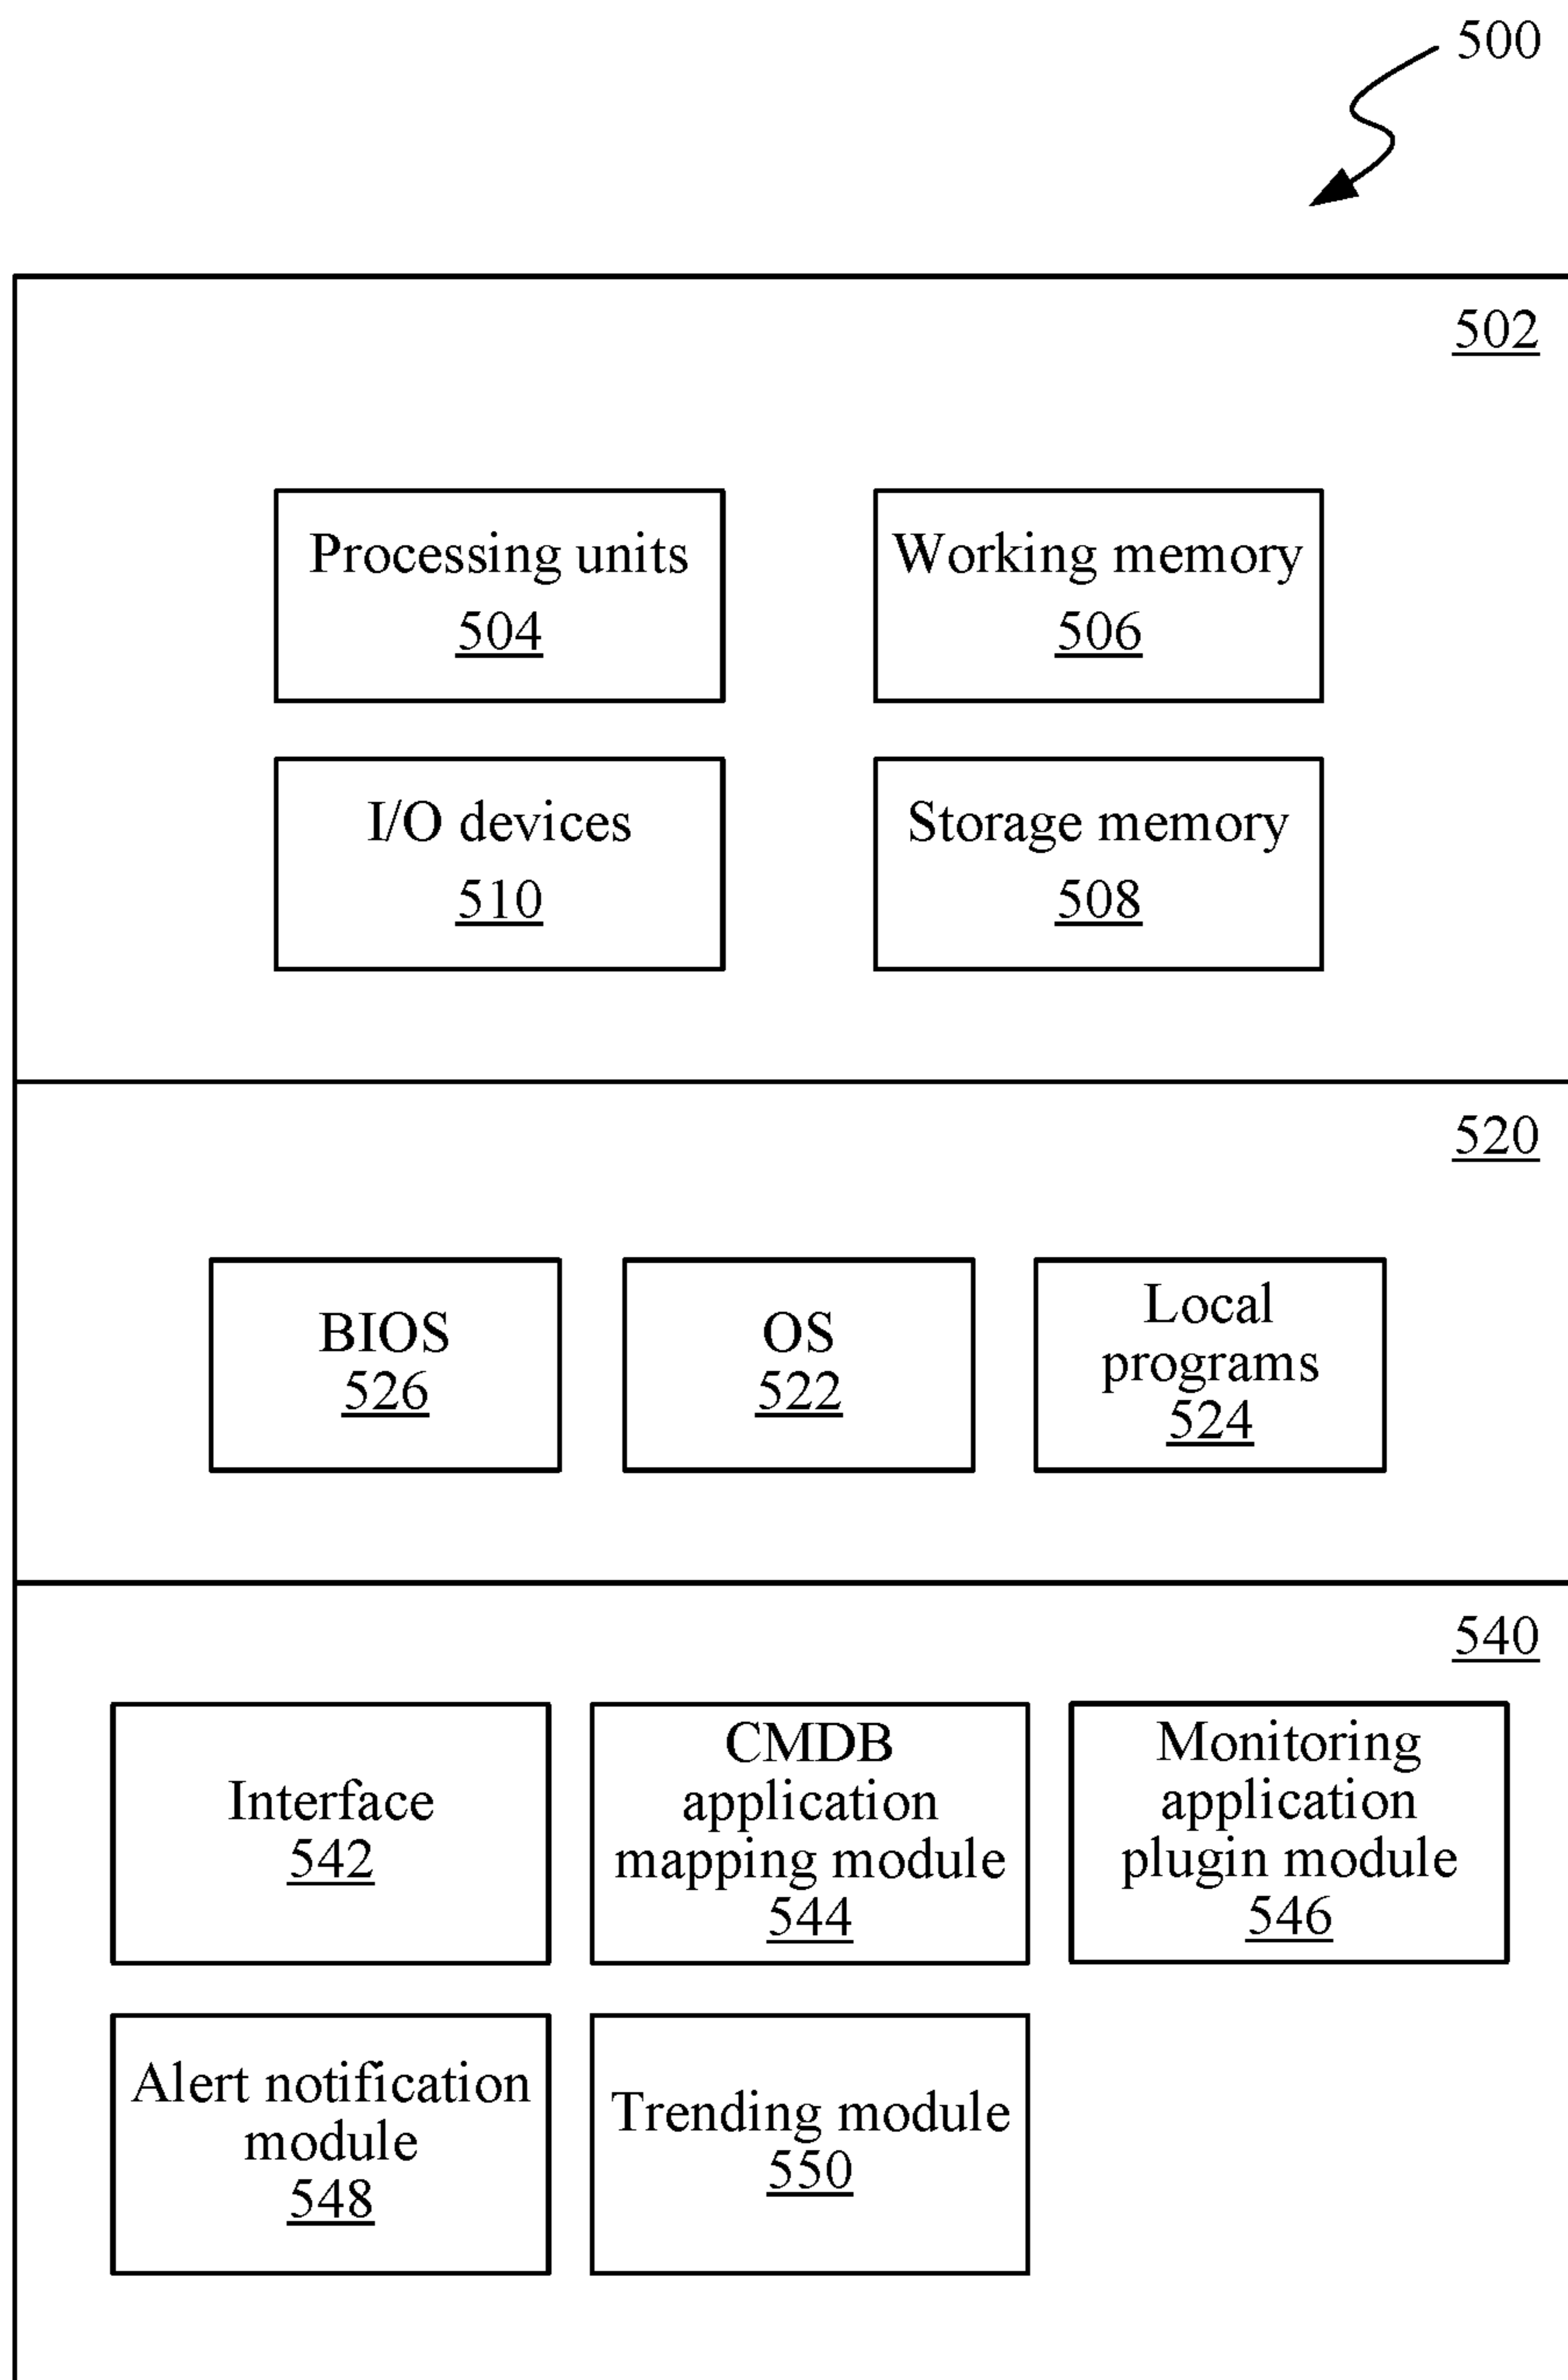 500
502
Processing units
504
Working memory
506
I/O devices
510
Storage memory
508
520
BIOS
526
OS
522
Local
programs
524
540
Interface
542
CMDB
application
mapping module
544
Monitoring
application
plugin module
546
Alert notification
module
548
Trending module
550